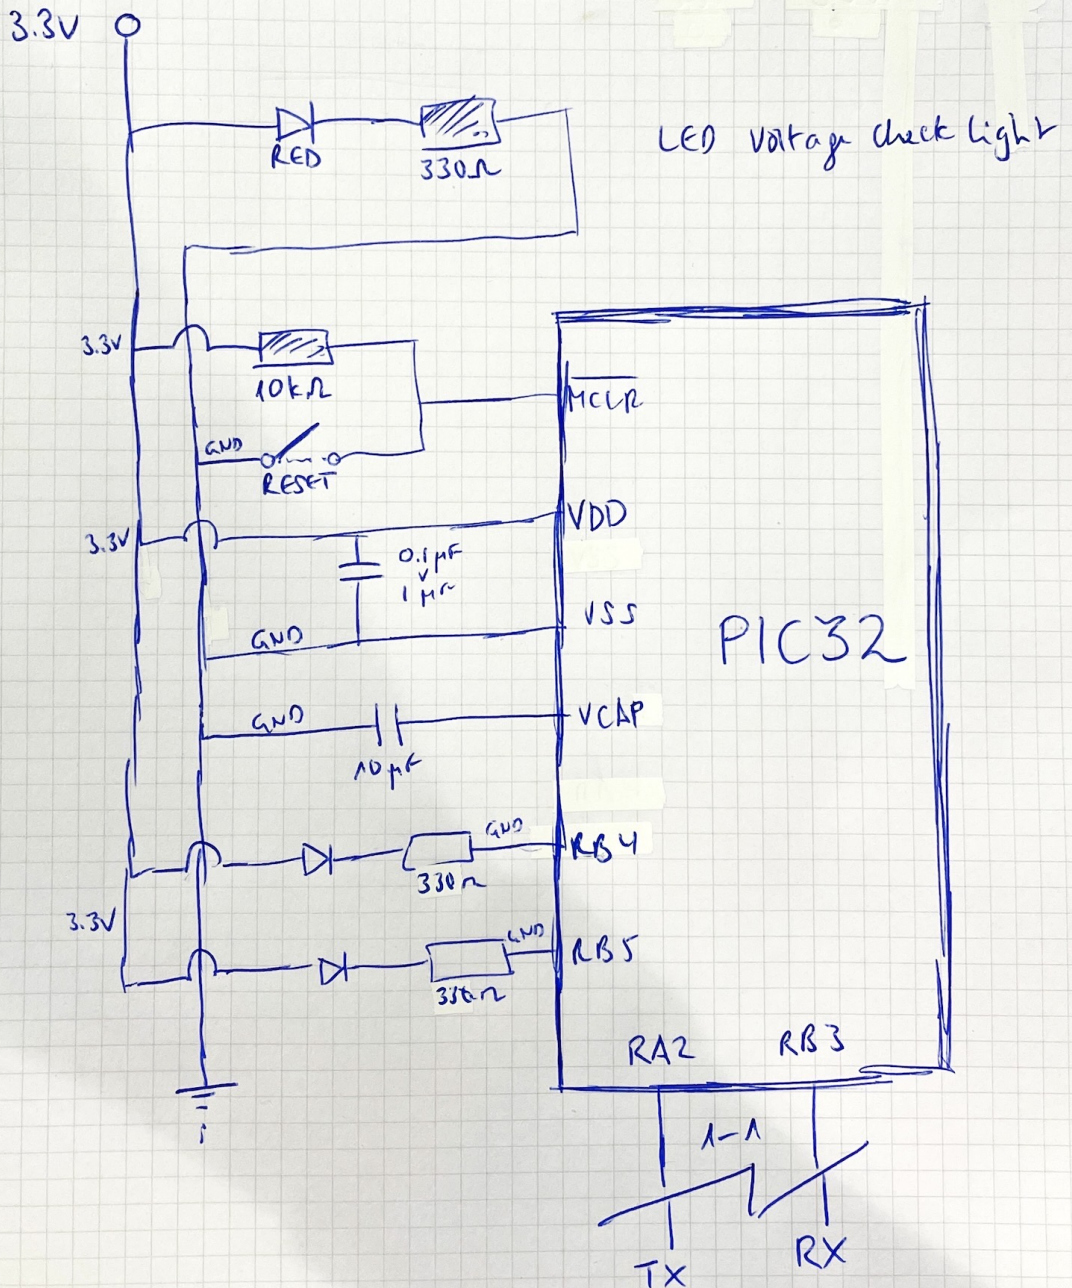 3.3V
RED
330Ω
LED Voltage check light
3.3V
10kΩ
MCLR
GND
RESET
3.3V
VDD
0.1µF
v
1µF
VSS
GND
PIC32
GND
VCAP
10µF
GND
RB4
330Ω
3.3V
GND
RB5
330Ω
RA2
RB3
1-1
TX
RX